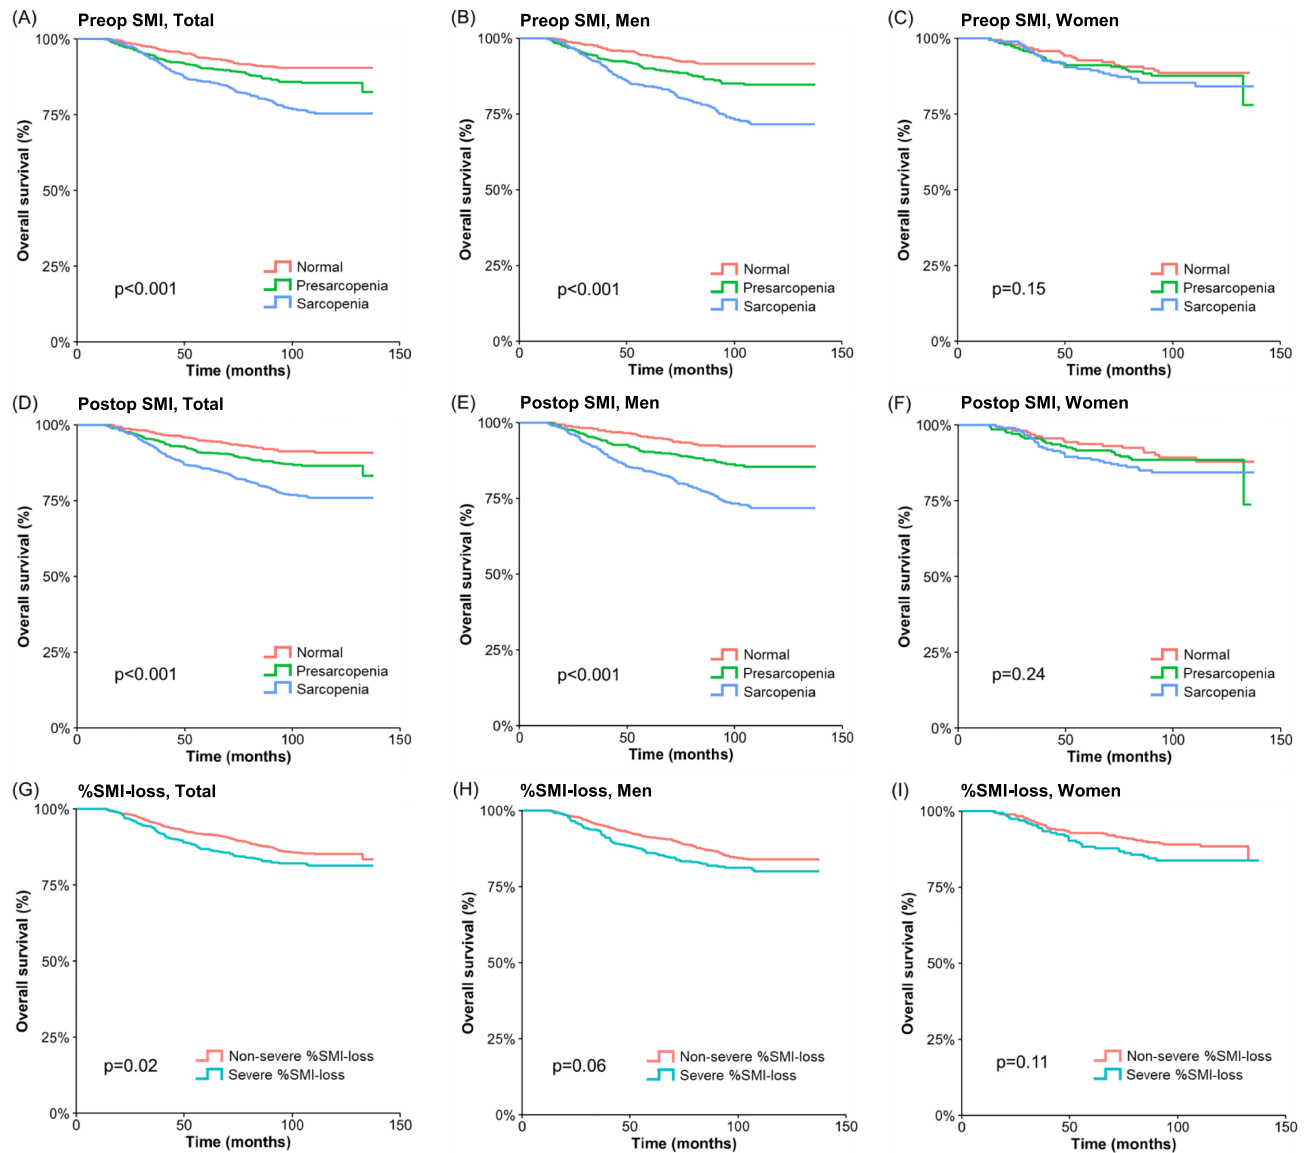 (A)
Preop SMI, Total
100%
75%
50%
25%
0%
Overall survival (%)
p<0.001
Normal
Presarcopenia
Sarcopenia
0 50 100 150
Time (months)
(B)
Preop SMI, Men
100%
75%
50%
25%
0%
Overall survival (%)
p<0.001
Normal
Presarcopenia
Sarcopenia
0 50 100 150
Time (months)
(C)
Preop SMI, Women
100%
75%
50%
25%
0%
Overall survival (%)
p=0.15
Normal
Presarcopenia
Sarcopenia
0 50 100 150
Time (months)
(D)
Postop SMI, Total
100%
75%
50%
25%
0%
Overall survival (%)
p<0.001
Normal
Presarcopenia
Sarcopenia
0 50 100 150
Time (months)
(E)
Postop SMI, Men
100%
75%
50%
25%
0%
Overall survival (%)
p<0.001
Normal
Presarcopenia
Sarcopenia
0 50 100 150
Time (months)
(F)
Postop SMI, Women
100%
75%
50%
25%
0%
Overall survival (%)
p=0.24
Normal
Presarcopenia
Sarcopenia
0 50 100 150
Time (months)
(G)
%SMI-loss, Total
100%
75%
50%
25%
0%
Overall survival (%)
p=0.02
Non-severe %SMI-loss
Severe %SMI-loss
0 50 100 150
Time (months)
(H)
%SMI-loss, Men
100%
75%
50%
25%
0%
Overall survival (%)
p=0.06
Non-severe %SMI-loss
Severe %SMI-loss
0 50 100 150
Time (months)
(I)
%SMI-loss, Women
100%
75%
50%
25%
0%
Overall survival (%)
p=0.11
Non-severe %SMI-loss
Severe %SMI-loss
0 50 100 150
Time (months)